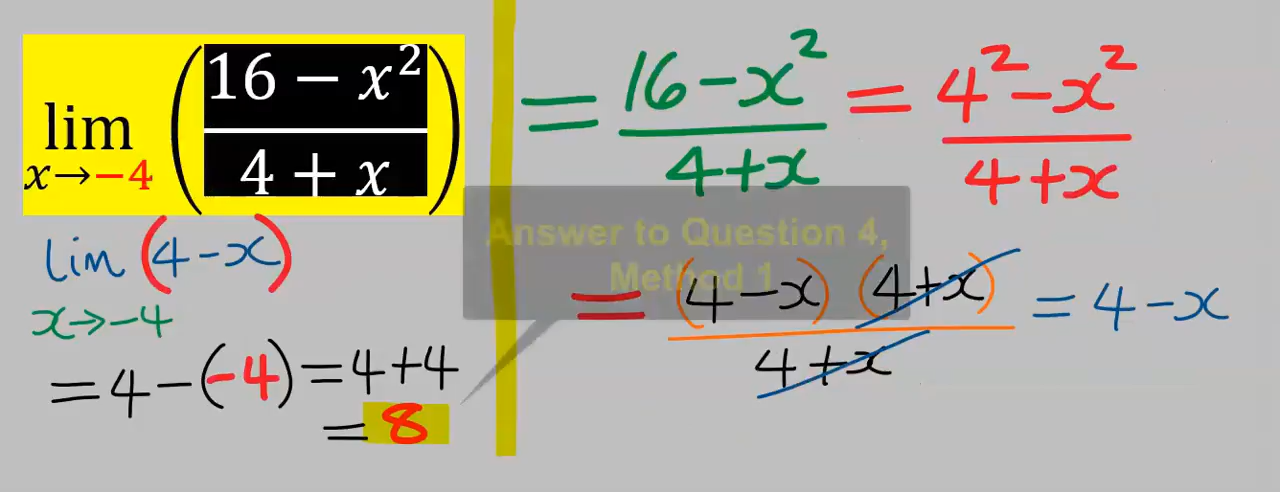 lim x→−4 (16 − x² / 4 + x)
lim (4 − x)
x → −4
= 4 − (−4) = 4 + 4
= 8
= 16 − x² / 4 + x = 4² − x² / 4 + x
= (4 − x) (4 + x) / 4 + x = 4 − x
Answer to Question 4,
Method 1